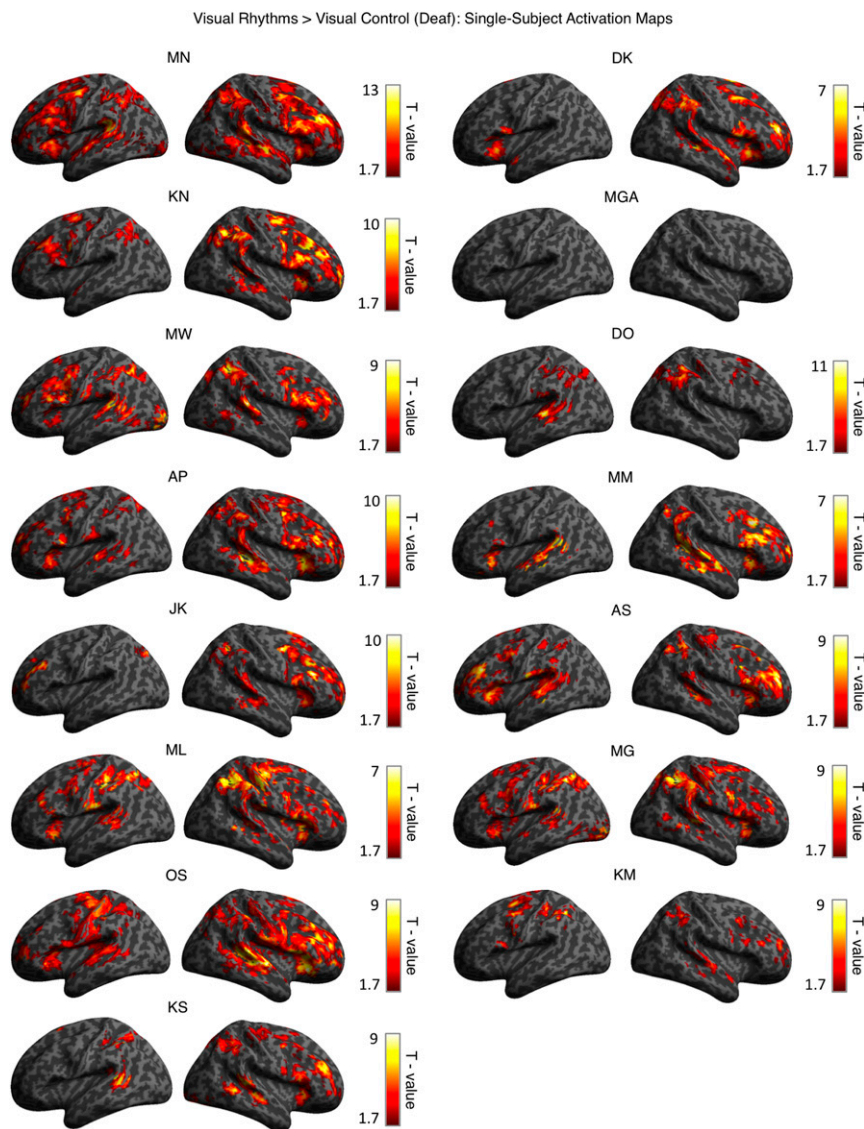 Visual Rhythms > Visual Control (Deaf): Single-Subject Activation Maps
MN
13
T - value
1.7
DK
7
T - value
1.7
KN
10
T - value
1.7
MGA
MW
9
T - value
1.7
DO
11
T - value
1.7
AP
10
T - value
1.7
MM
7
T - value
1.7
JK
10
T - value
1.7
AS
9
T - value
1.7
ML
7
T - value
1.7
MG
9
T - value
1.7
OS
9
T - value
1.7
KM
9
T - value
1.7
KS
9
T - value
1.7